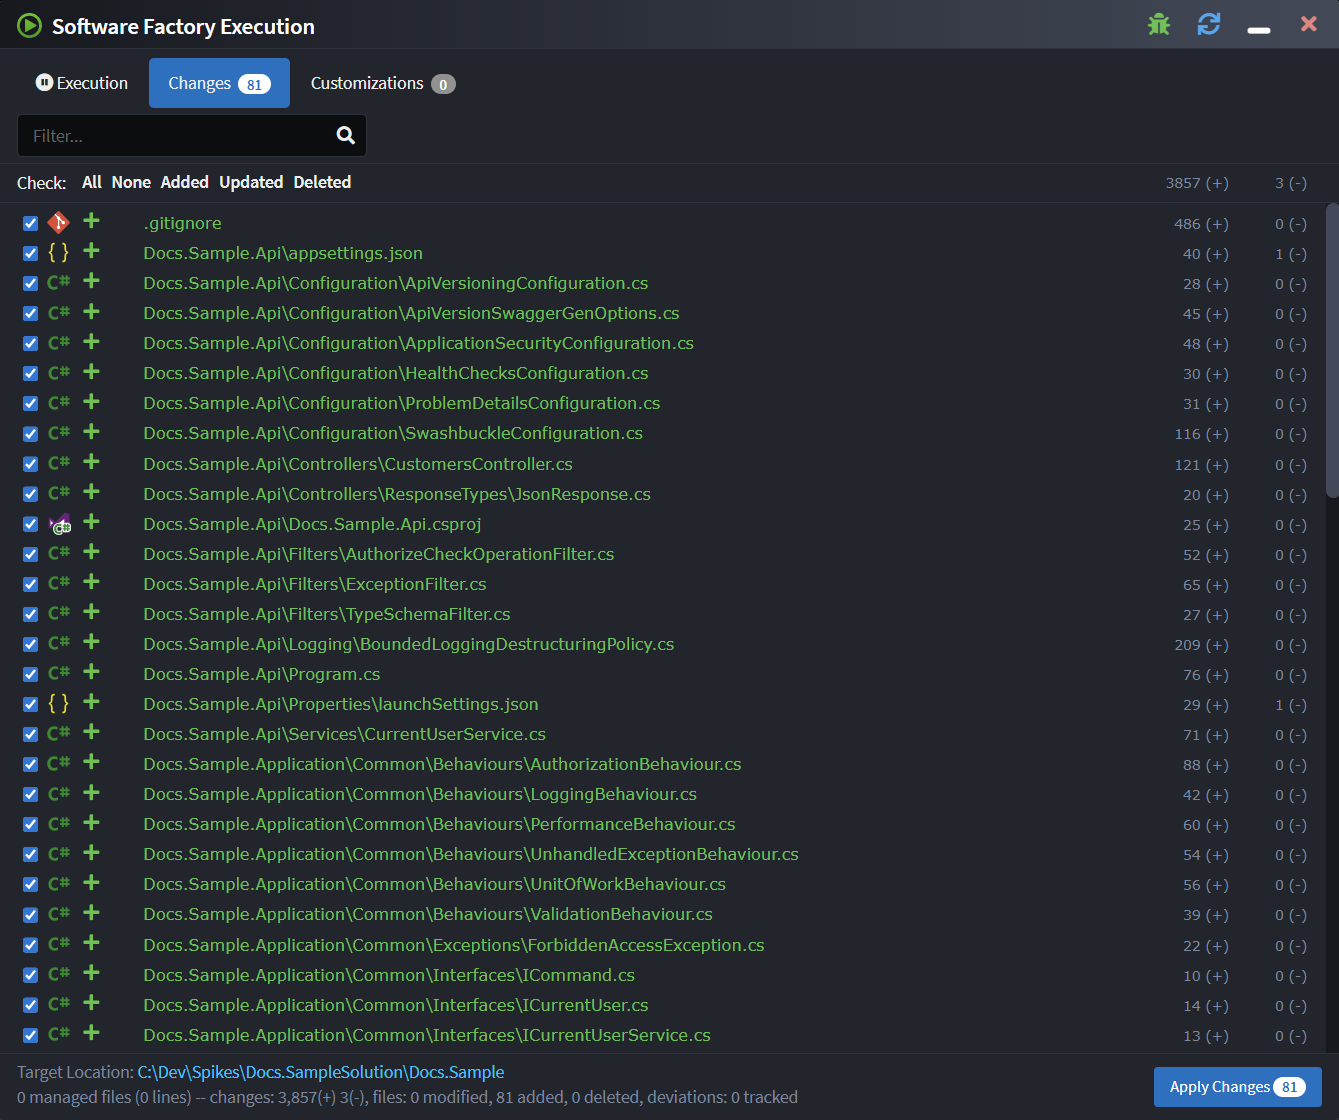 Software Factory Execution
Execution Changes 81 Customizations 0
Filter...
Check: All None Added Updated Deleted 3857 (+) 3 (-)
.gitignore 486 (+) 0 (-)
{ } Docs.Sample.Api\appsettings.json 40 (+) 1 (-)
C# Docs.Sample.Api\Configuration\ApiVersioningConfiguration.cs 28 (+) 0 (-)
C# Docs.Sample.Api\Configuration\ApiVersionSwaggerGenOptions.cs 45 (+) 0 (-)
C# Docs.Sample.Api\Configuration\ApplicationSecurityConfiguration.cs 48 (+) 0 (-)
C# Docs.Sample.Api\Configuration\HealthChecksConfiguration.cs 30 (+) 0 (-)
C# Docs.Sample.Api\Configuration\ProblemDetailsConfiguration.cs 31 (+) 0 (-)
C# Docs.Sample.Api\Configuration\SwashbuckleConfiguration.cs 116 (+) 0 (-)
C# Docs.Sample.Api\Controllers\CustomersController.cs 121 (+) 0 (-)
C# Docs.Sample.Api\Controllers\ResponseTypes\JsonResponse.cs 20 (+) 0 (-)
C# Docs.Sample.Api\Docs.Sample.Api.csproj 25 (+) 0 (-)
C# Docs.Sample.Api\Filters\AuthorizeCheckOperationFilter.cs 52 (+) 0 (-)
C# Docs.Sample.Api\Filters\ExceptionFilter.cs 65 (+) 0 (-)
C# Docs.Sample.Api\Filters\TypeSchemaFilter.cs 27 (+) 0 (-)
C# Docs.Sample.Api\Logging\BoundedLoggingDestructuringPolicy.cs 209 (+) 0 (-)
C# Docs.Sample.Api\Program.cs 76 (+) 0 (-)
{ } Docs.Sample.Api\Properties\launchSettings.json 29 (+) 1 (-)
C# Docs.Sample.Api\Services\CurrentUserService.cs 71 (+) 0 (-)
C# Docs.Sample.Application\Common\Behaviours\AuthorizationBehaviour.cs 88 (+) 0 (-)
C# Docs.Sample.Application\Common\Behaviours\LoggingBehaviour.cs 42 (+) 0 (-)
C# Docs.Sample.Application\Common\Behaviours\PerformanceBehaviour.cs 60 (+) 0 (-)
C# Docs.Sample.Application\Common\Behaviours\UnhandledExceptionBehaviour.cs 54 (+) 0 (-)
C# Docs.Sample.Application\Common\Behaviours\UnitOfWorkBehaviour.cs 56 (+) 0 (-)
C# Docs.Sample.Application\Common\Behaviours\ValidationBehaviour.cs 39 (+) 0 (-)
C# Docs.Sample.Application\Common\Exceptions\ForbiddenAccessException.cs 22 (+) 0 (-)
C# Docs.Sample.Application\Common\Interfaces\ICommand.cs 10 (+) 0 (-)
C# Docs.Sample.Application\Common\Interfaces\ICurrentUser.cs 14 (+) 0 (-)
C# Docs.Sample.Application\Common\Interfaces\ICurrentUserService.cs 13 (+) 0 (-)
Target Location: C:\Dev\Spikes\Docs.SampleSolution\Docs.Sample
0 managed files (0 lines) -- changes: 3,857(+) 3(-), files: 0 modified, 81 added, 0 deleted, deviations: 0 tracked
Apply Changes 81